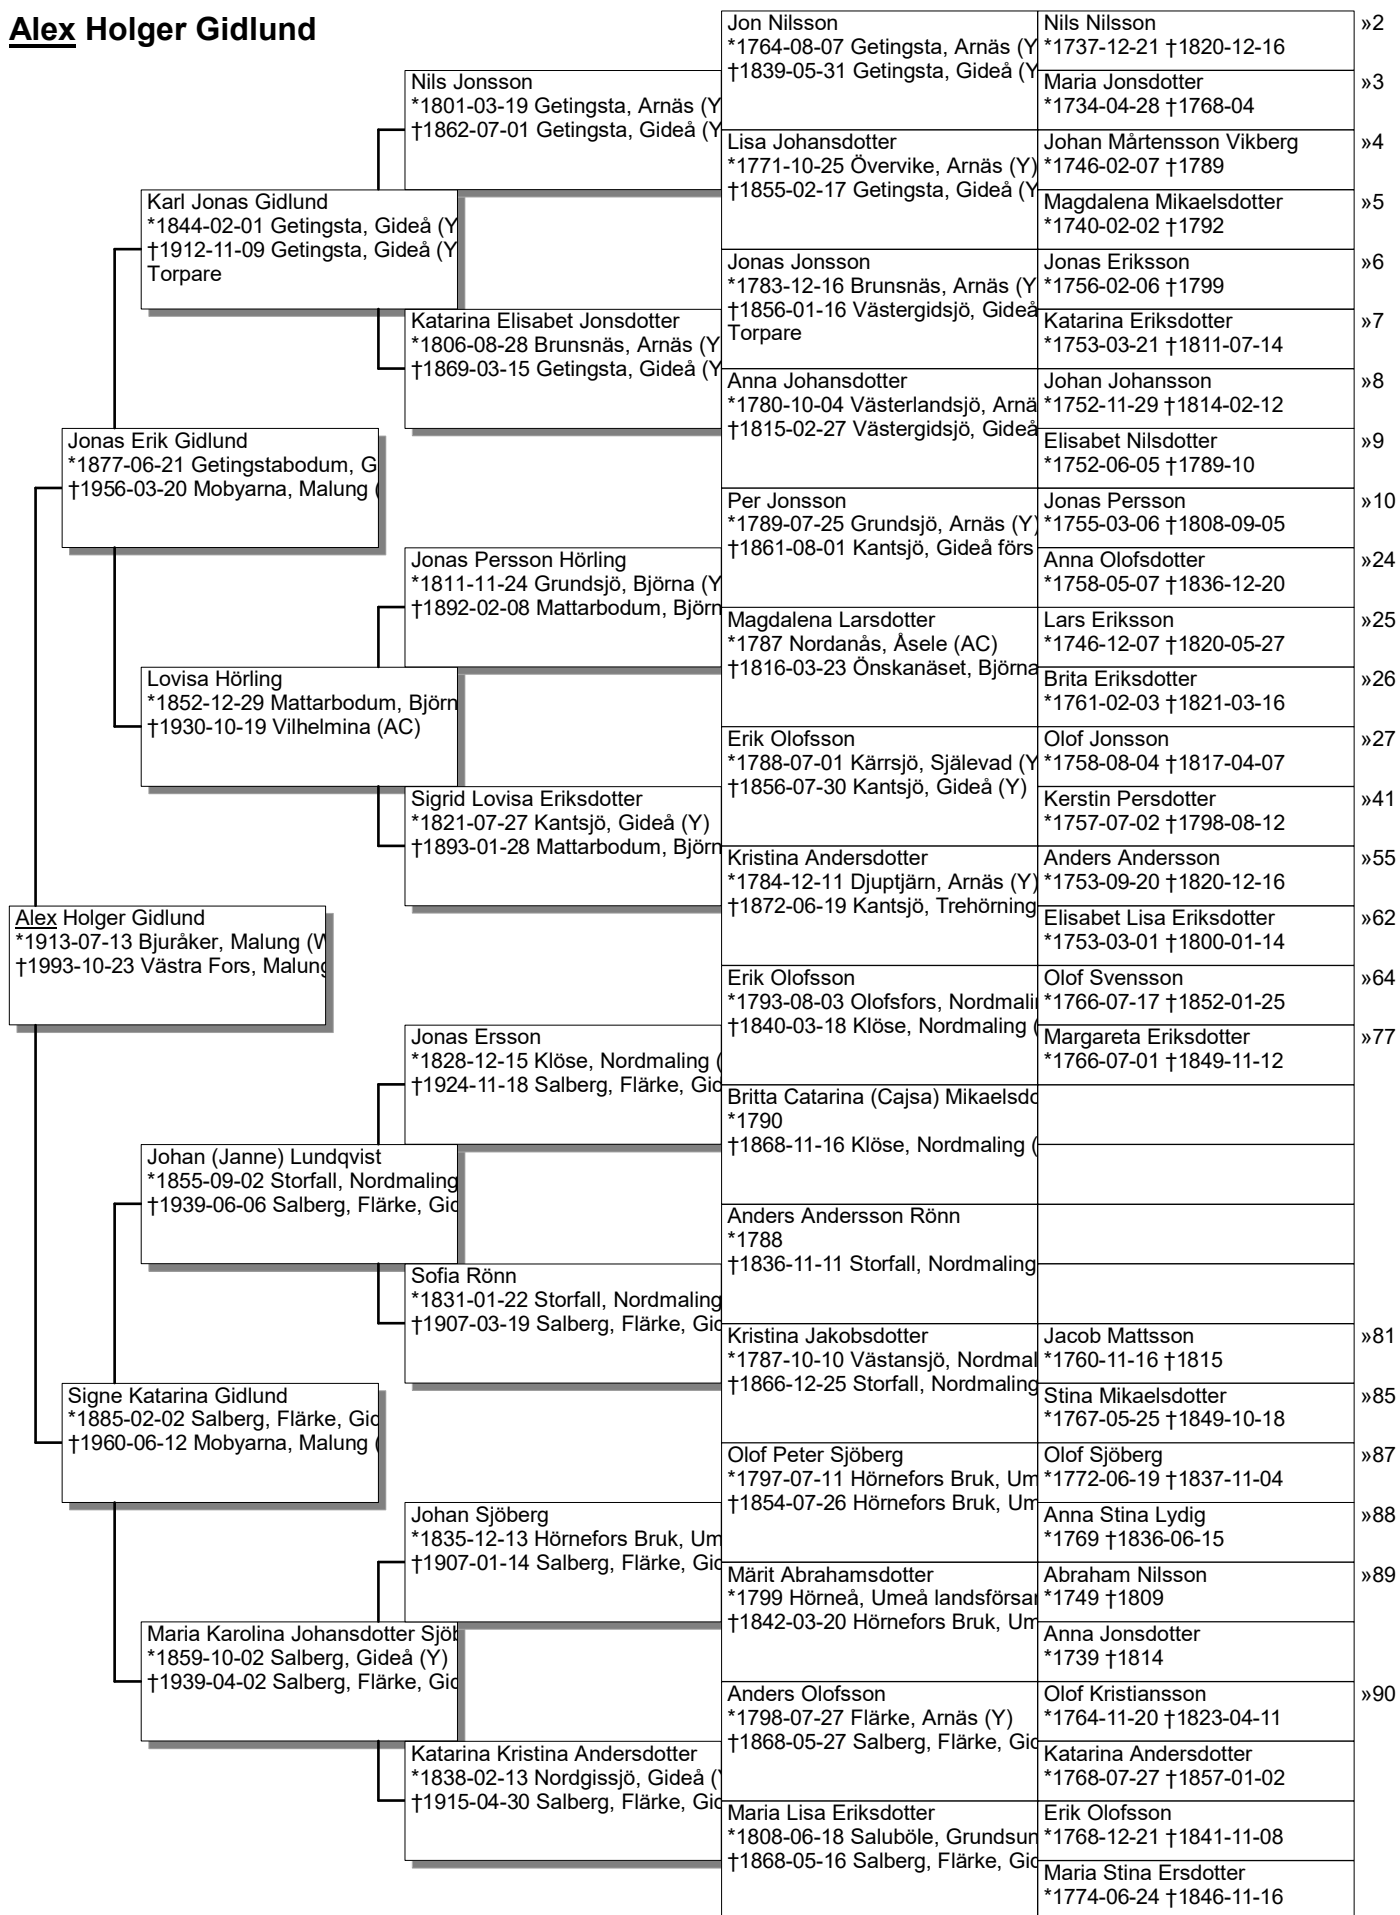 Alex Holger Gidlund
Alex Holger Gidlund
*1913-07-13 Bjuråker, Malung (W
†1993-10-23 Västra Fors, Malung
Jonas Erik Gidlund
*1877-06-21 Getingstabodum, G
†1956-03-20 Mobyarna, Malung (
Signe Katarina Gidlund
*1885-02-02 Salberg, Flärke, Gid
†1960-06-12 Mobyarna, Malung (
Karl Jonas Gidlund
*1844-02-01 Getingsta, Gideå (Y
†1912-11-09 Getingsta, Gideå (Y
Torpare
Lovisa Hörling
*1852-12-29 Mattarbodum, Björn
†1930-10-19 Vilhelmina (AC)
Johan (Janne) Lundqvist
*1855-09-02 Storfall, Nordmaling
†1939-06-06 Salberg, Flärke, Gid
Maria Karolina Johansdotter Sjöb
*1859-10-02 Salberg, Gideå (Y)
†1939-04-02 Salberg, Flärke, Gid
Nils Jonsson
*1801-03-19 Getingsta, Arnäs (Y
†1862-07-01 Getingsta, Gideå (Y
Katarina Elisabet Jonsdotter
*1806-08-28 Brunsnäs, Arnäs (Y
†1869-03-15 Getingsta, Gideå (Y
Jonas Persson Hörling
*1811-11-24 Grundsjö, Björna (Y
†1892-02-08 Mattarbodum, Björn
Sigrid Lovisa Eriksdotter
*1821-07-27 Kantsjö, Gideå (Y)
†1893-01-28 Mattarbodum, Björn
Jonas Ersson
*1828-12-15 Klöse, Nordmaling (
†1924-11-18 Salberg, Flärke, Gid
Sofia Rönn
*1831-01-22 Storfall, Nordmaling
†1907-03-19 Salberg, Flärke, Gid
Johan Sjöberg
*1835-12-13 Hörnefors Bruk, Um
†1907-01-14 Salberg, Flärke, Gid
Katarina Kristina Andersdotter
*1838-02-13 Nordgissjö, Gideå (Y
†1915-04-30 Salberg, Flärke, Gid
Jon Nilsson
*1764-08-07 Getingsta, Arnäs (Y
†1839-05-31 Getingsta, Gideå (Y
Lisa Johansdotter
*1771-10-25 Övervike, Arnäs (Y)
†1855-02-17 Getingsta, Gideå (Y
Jonas Jonsson
*1783-12-16 Brunsnäs, Arnäs (Y
†1856-01-16 Västergidsjö, Gideå
Torpare
Anna Johansdotter
*1780-10-04 Västerlandsjö, Arnä
†1815-02-27 Västergidsjö, Gideå
Per Jonsson
*1789-07-25 Grundsjö, Arnäs (Y)
†1861-08-01 Kantsjö, Gideå förs
Magdalena Larsdotter
*1787 Nordanås, Åsele (AC)
†1816-03-23 Önskanäset, Björna
Erik Olofsson
*1788-07-01 Kärrsjö, Själevad (Y
†1856-07-30 Kantsjö, Gideå (Y)
Kristina Andersdotter
*1784-12-11 Djuptjärn, Arnäs (Y)
†1872-06-19 Kantsjö, Trehörning
Erik Olofsson
*1793-08-03 Olofsfors, Nordmalin
†1840-03-18 Klöse, Nordmaling (
Britta Catarina (Cajsa) Mikaelsdo
*1790
†1868-11-16 Klöse, Nordmaling (
Anders Andersson Rönn
*1788
†1836-11-11 Storfall, Nordmaling
Kristina Jakobsdotter
*1787-10-10 Västansjö, Nordmal
†1866-12-25 Storfall, Nordmaling
Olof Peter Sjöberg
*1797-07-11 Hörnefors Bruk, Um
†1854-07-26 Hörnefors Bruk, Um
Märit Abrahamsdotter
*1799 Hörneå, Umeå landsförsar
†1842-03-20 Hörnefors Bruk, Um
Anders Olofsson
*1798-07-27 Flärke, Arnäs (Y)
†1868-05-27 Salberg, Flärke, Gid
Maria Lisa Eriksdotter
*1808-06-18 Saluböle, Grundsun
†1868-05-16 Salberg, Flärke, Gid
Nils Nilsson »2
*1737-12-21 †1820-12-16
Maria Jonsdotter »3
*1734-04-28 †1768-04
Johan Mårtensson Vikberg »4
*1746-02-07 †1789
Magdalena Mikaelsdotter »5
*1740-02-02 †1792
Jonas Eriksson »6
*1756-02-06 †1799
Katarina Eriksdotter »7
*1753-03-21 †1811-07-14
Johan Johansson »8
*1752-11-29 †1814-02-12
Elisabet Nilsdotter »9
*1752-06-05 †1789-10
Jonas Persson »10
*1755-03-06 †1808-09-05
Anna Olofsdotter »24
*1758-05-07 †1836-12-20
Lars Eriksson »25
*1746-12-07 †1820-05-27
Brita Eriksdotter »26
*1761-02-03 †1821-03-16
Olof Jonsson »27
*1758-08-04 †1817-04-07
Kerstin Persdotter »41
*1757-07-02 †1798-08-12
Anders Andersson »55
*1753-09-20 †1820-12-16
Elisabet Lisa Eriksdotter »62
*1753-03-01 †1800-01-14
Olof Svensson »64
*1766-07-17 †1852-01-25
Margareta Eriksdotter »77
*1766-07-01 †1849-11-12
Jacob Mattsson »81
*1760-11-16 †1815
Stina Mikaelsdotter »85
*1767-05-25 †1849-10-18
Olof Sjöberg »87
*1772-06-19 †1837-11-04
Anna Stina Lydig »88
*1769 †1836-06-15
Abraham Nilsson »89
*1749 †1809
Anna Jonsdotter
*1739 †1814
Olof Kristiansson »90
*1764-11-20 †1823-04-11
Katarina Andersdotter
*1768-07-27 †1857-01-02
Erik Olofsson
*1768-12-21 †1841-11-08
Maria Stina Ersdotter
*1774-06-24 †1846-11-16